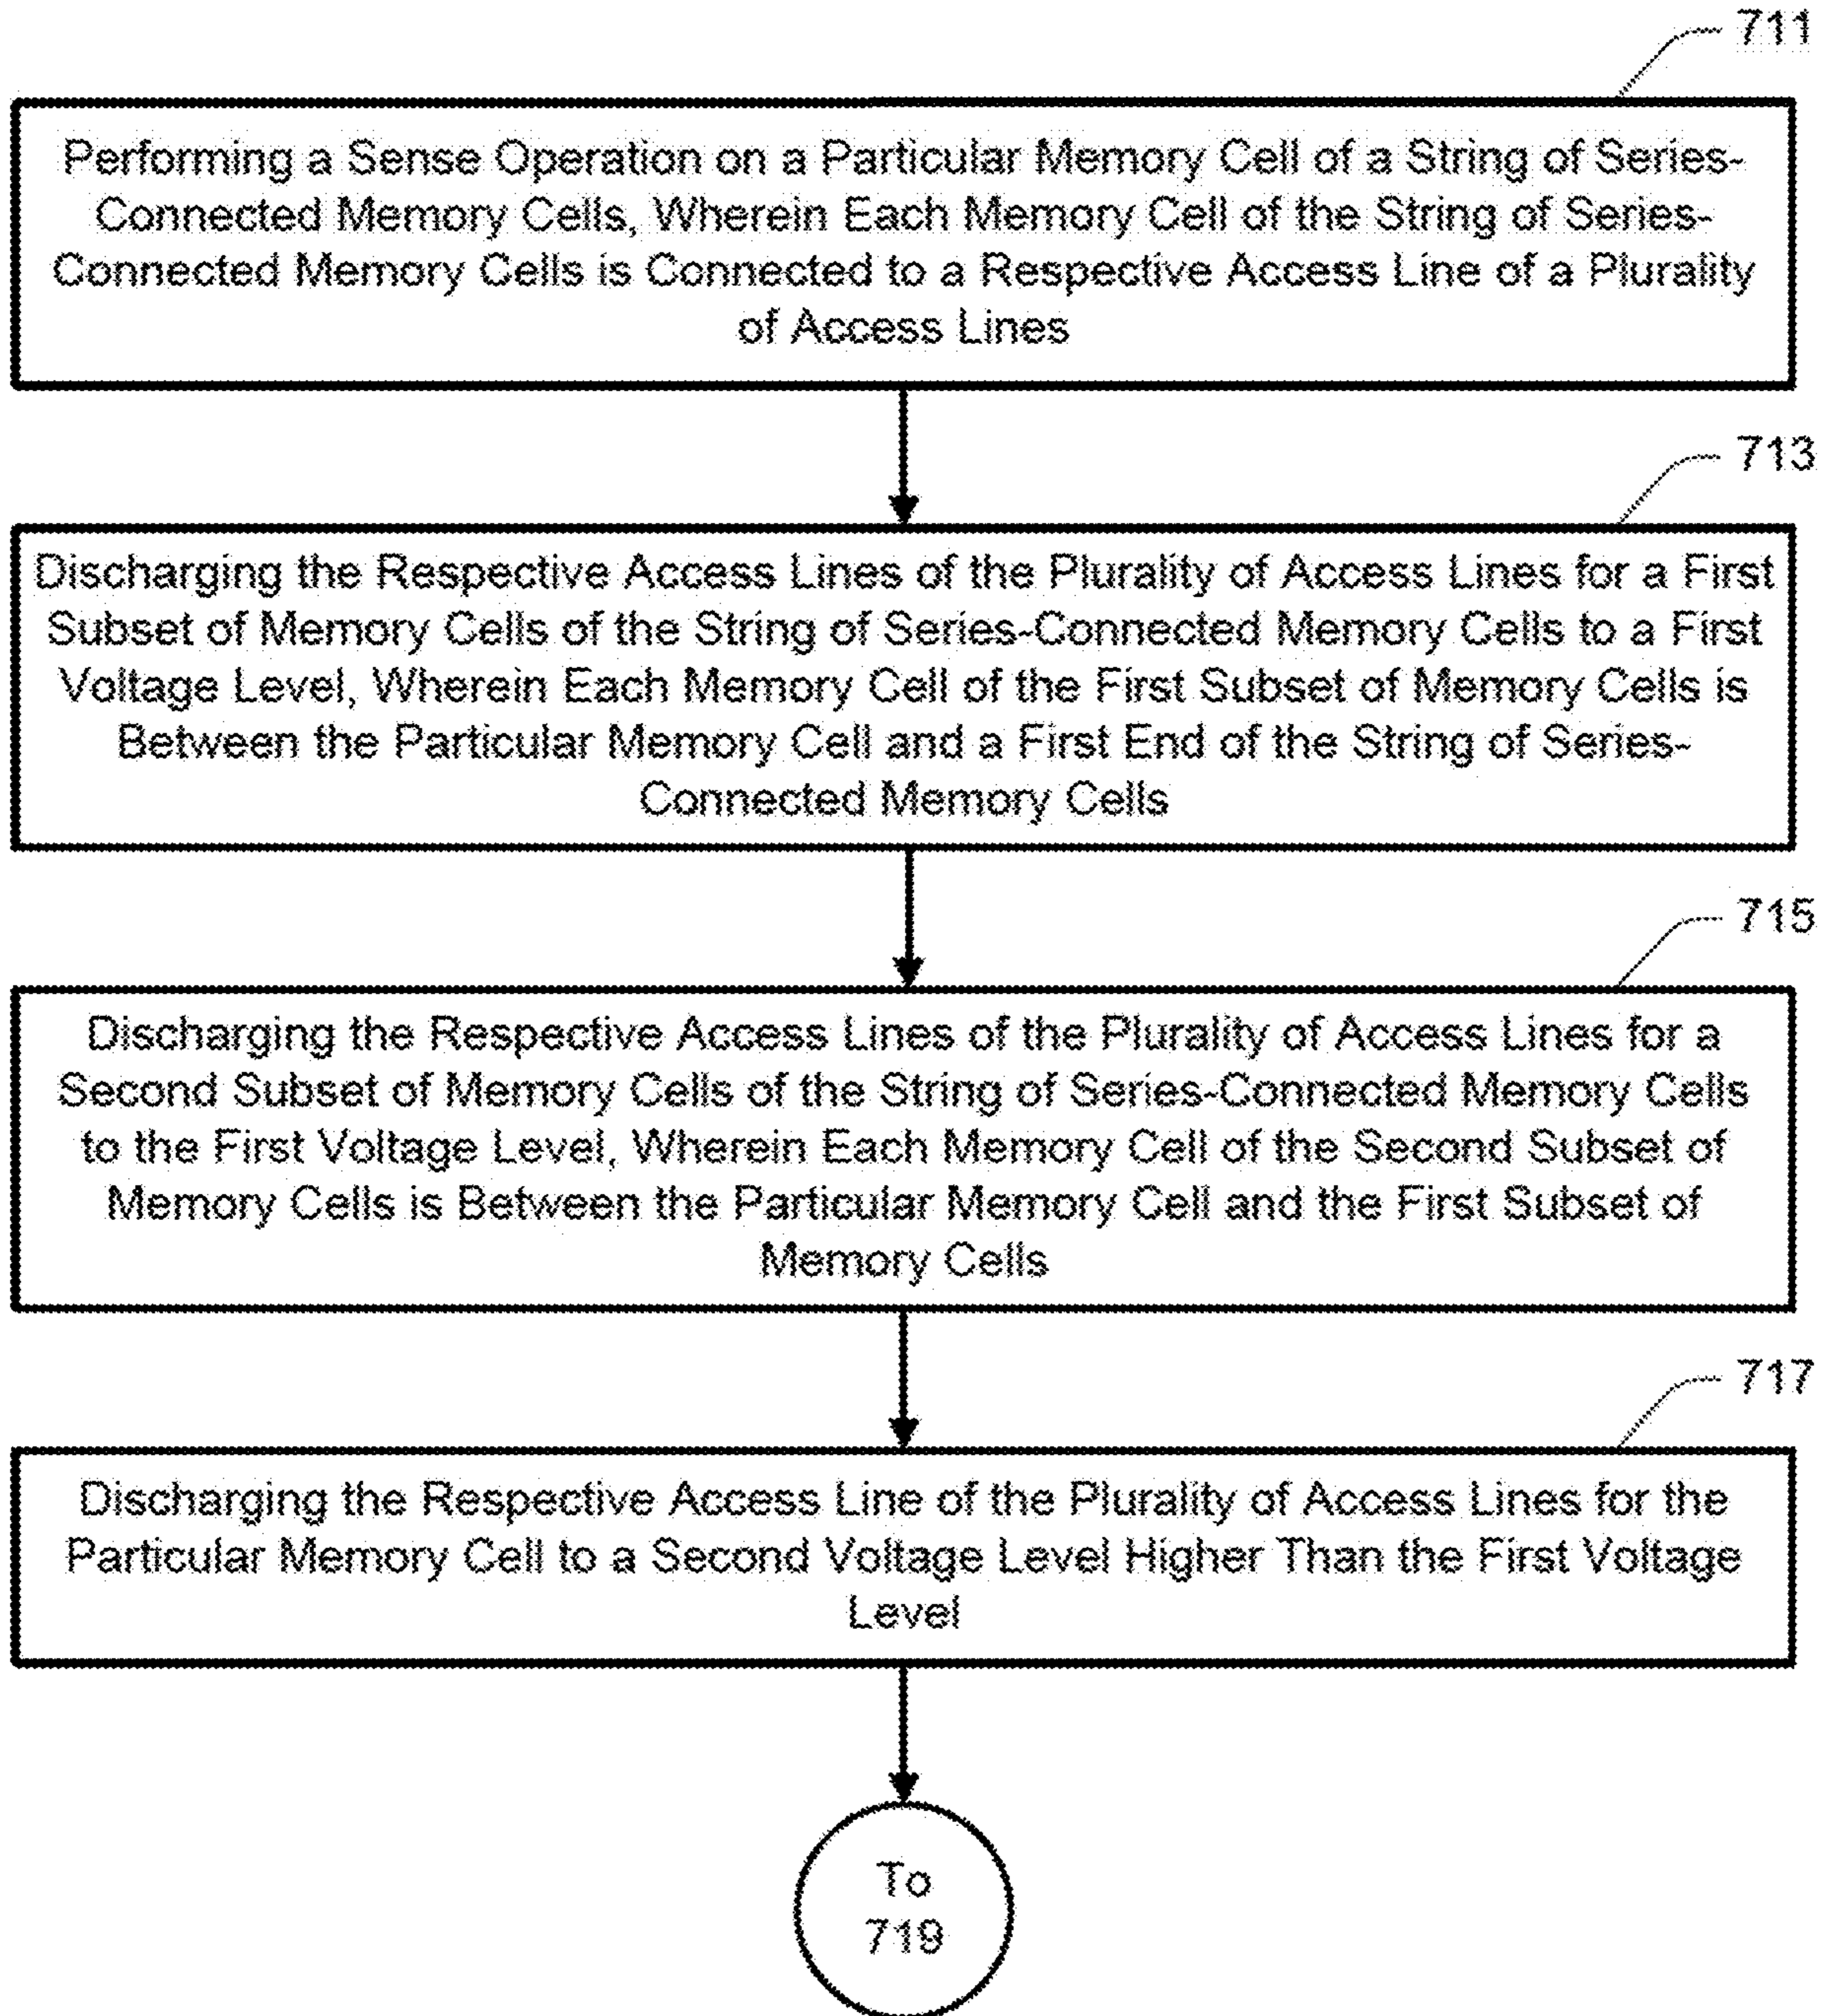 711
Performing a Sense Operation on a Particular Memory Cell of a String of Series-
Connected Memory Cells, Wherein Each Memory Cell of the String of Series-
Connected Memory Cells is Connected to a Respective Access Line of a Plurality
of Access Lines
713
Discharging the Respective Access Lines of the Plurality of Access Lines for a First
Subset of Memory Cells of the String of Series-Connected Memory Cells to a First
Voltage Level, Wherein Each Memory Cell of the First Subset of Memory Cells is
Between the Particular Memory Cell and a First End of the String of Series-
Connected Memory Cells
715
Discharging the Respective Access Lines of the Plurality of Access Lines for a
Second Subset of Memory Cells of the String of Series-Connected Memory Cells
to the First Voltage Level, Wherein Each Memory Cell of the Second Subset of
Memory Cells is Between the Particular Memory Cell and the First Subset of
Memory Cells
717
Discharging the Respective Access Line of the Plurality of Access Lines for the
Particular Memory Cell to a Second Voltage Level Higher Than the First Voltage
Level
To
719